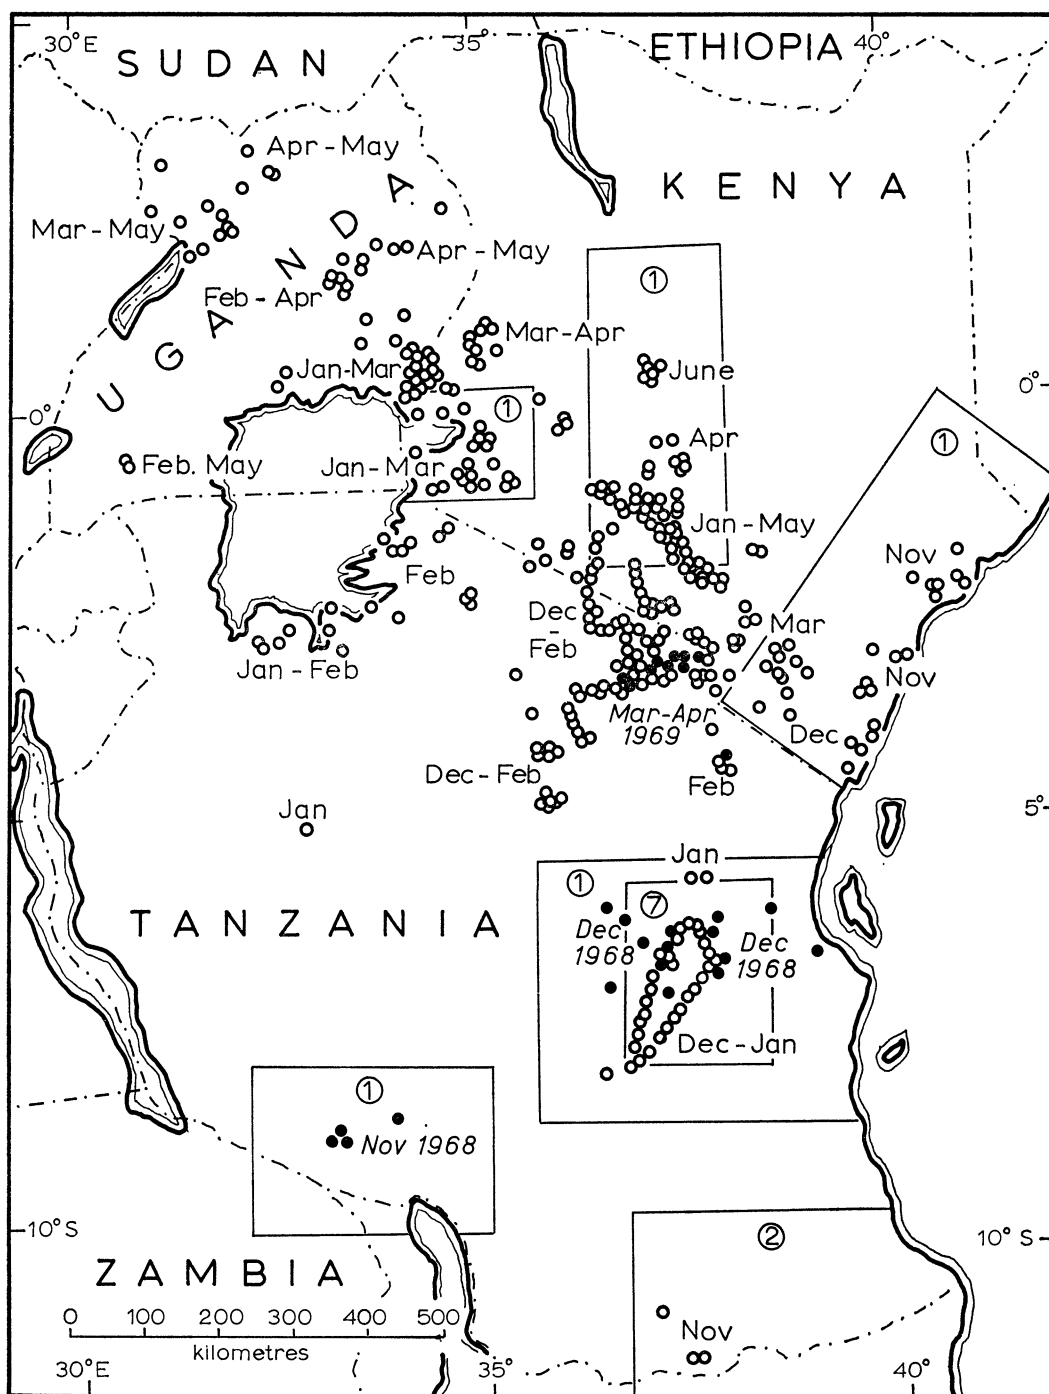 30°E
35°
40°
SUDAN
ETHIOPIA
Apr - May
KENYA
UGANDA
Mar - May
Apr - May
①
Feb - Apr
Mar-Apr
Jan-Mar
June
0°
0°
①
①
Apr
Feb. May
Jan-Mar
Jan-May
Nov
Feb
Dec
-
Feb
Mar
Jan - Feb
Nov
Mar-Apr
1969
Dec
Dec - Feb
Feb
Jan
5°
Jan
①
⑦
TANZANIA
Dec
1968
Dec
1968
Dec - Jan
①
Nov 1968
10°S
10° S
②
ZAMBIA
0 100 200 300 400 500
kilometres
Nov
30°E
35°
40°